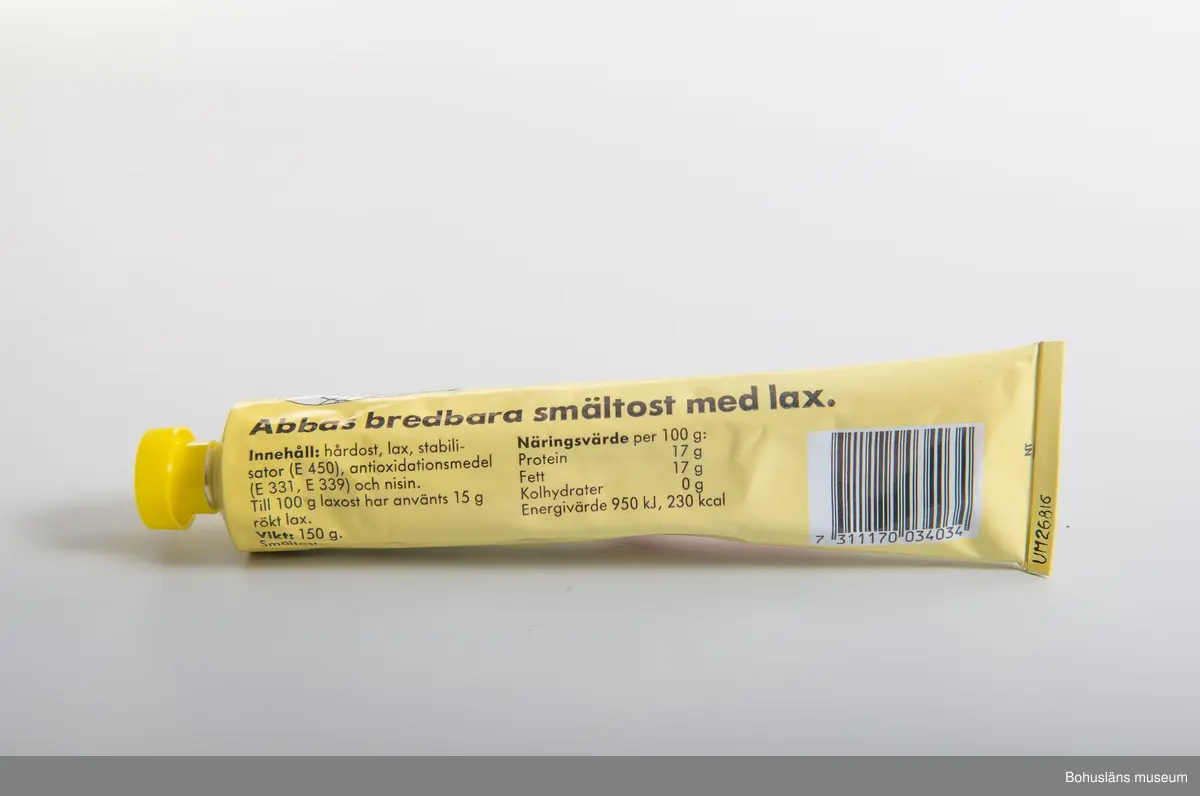 Abbas bredbara smältost med lax.
Innehåll: hårdost, lax, stabili-
sator (E 450), antioxidationsmedel
(E 331, E 339) och nisin.
Till 100 g laxost har använts 15 g
rökt lax.
Vikt: 150 g.
Smältost
Näringsvärde per 100 g:
Protein 17 g
Fett 17 g
Kolhydrater 0 g
Energivärde 950 kJ, 230 kcal
7 311170 034034
NT
UM26816
Bohusläns museum